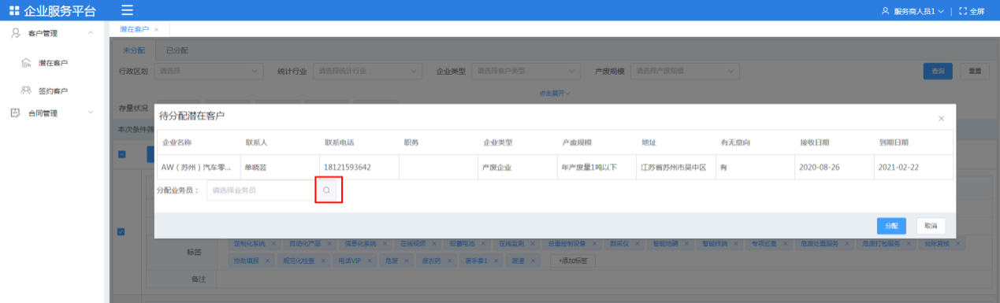 企业服务平台
服务商人员1 | 全屏
客户管理
潜在客户
签约客户
合同管理
潜在客户 ×
未分配 已分配
行政区划 请选择 统计行业 请选择统计行业 企业类型 请选择客户类型 产废规模 请选择产废规模 查询 重置
点击展开
存量状况
本次条件筛
待分配潜在客户 ×
企业名称 联系人 联系电话 职务 企业类型 产废规模 地址 有无意向 接收日期 到期日期
AW（苏州）汽车零... 单晓芸 18121593642 产废企业 年产废量1吨以下 江苏省苏州市吴中区 有 2020-08-26 2021-02-22
分配业务员： 请选择业务员
分配 取消
标签
定制化系统 × 自动化产品 × 信息化系统 × 在线视频 × 铅蓄电池 × 在线监测 × 总量控制设备 × 数采仪 × 智能地磅 × 智能终端 × 专项巡查 × 危废处置服务 × 危废打包服务 × 台账复核 ×
协助填报 × 规范化检查 × 电话VIP × 危废 × 废农药 × 废手套1 × 废渣 × +添加标签
备注